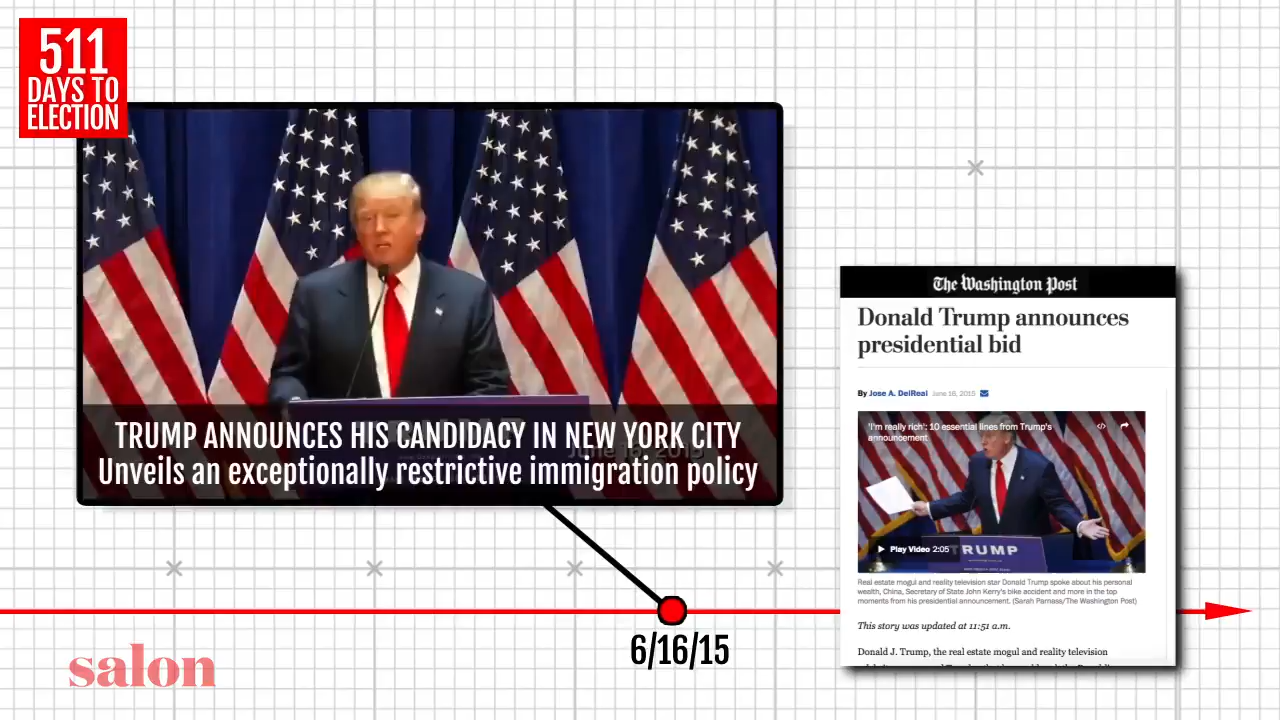 511
DAYS TO
ELECTION
TRUMP ANNOUNCES HIS CANDIDACY IN NEW YORK CITY
Unveils an exceptionally restrictive immigration policy
June 16, 2015
6/16/15
salon
The Washington Post
Donald Trump announces
presidential bid
By Jose A. DelReal June 16, 2015
'I'm really rich': 10 essential lines from Trump's
announcement
Play Video 2:05
TRUMP
Real estate mogul and reality television star Donald Trump spoke about his personal
wealth, China, Secretary of State John Kerry's bike accident and more in the top
moments from his presidential announcement. (Sarah Parnass/The Washington Post)
This story was updated at 11:51 a.m.
Donald J. Trump, the real estate mogul and reality television